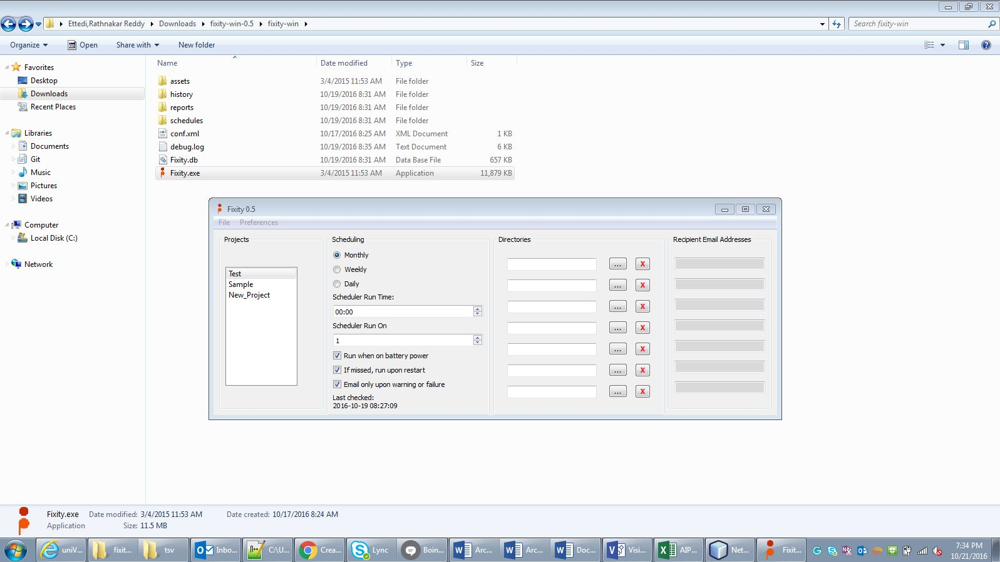 Ettedi,Rathnakar Reddy Downloads fixity-win-0.5 fixity-win
Search fixity-win
Organize Open Share with New folder
Favorites
Desktop
Downloads
Recent Places
Libraries
Documents
Git
Music
Pictures
Videos
Computer
Local Disk (C:)
Network
Name Date modified Type Size
assets 3/4/2015 11:53 AM File folder
history 10/19/2016 8:31 AM File folder
reports 10/19/2016 8:31 AM File folder
schedules 10/19/2016 8:31 AM File folder
conf.xml 10/17/2016 8:25 AM XML Document 1 KB
debug.log 10/19/2016 8:35 AM Text Document 6 KB
Fixity.db 10/19/2016 8:31 AM Data Base File 657 KB
Fixity.exe 3/4/2015 11:53 AM Application 11,879 KB
Fixity 0.5
File Preferences
Projects
Test
Sample
New_Project
Scheduling
Monthly
Weekly
Daily
Scheduler Run Time:
00:00
Scheduler Run On
1
Run when on battery power
If missed, run upon restart
Email only upon warning or failure
Last checked:
2016-10-19 08:27:09
Directories
... X
... X
... X
... X
... X
... X
... X
Recipient Email Addresses
Fixity.exe Date modified: 3/4/2015 11:53 AM Date created: 10/17/2016 8:24 AM
Application Size: 11.5 MB
uniV... fixit... tsv Inbo... C:\U... Crea... Lync Boin... Arc... Arc... Doc... Visi... AIP... Net... Fixit...
7:34 PM
10/21/2016